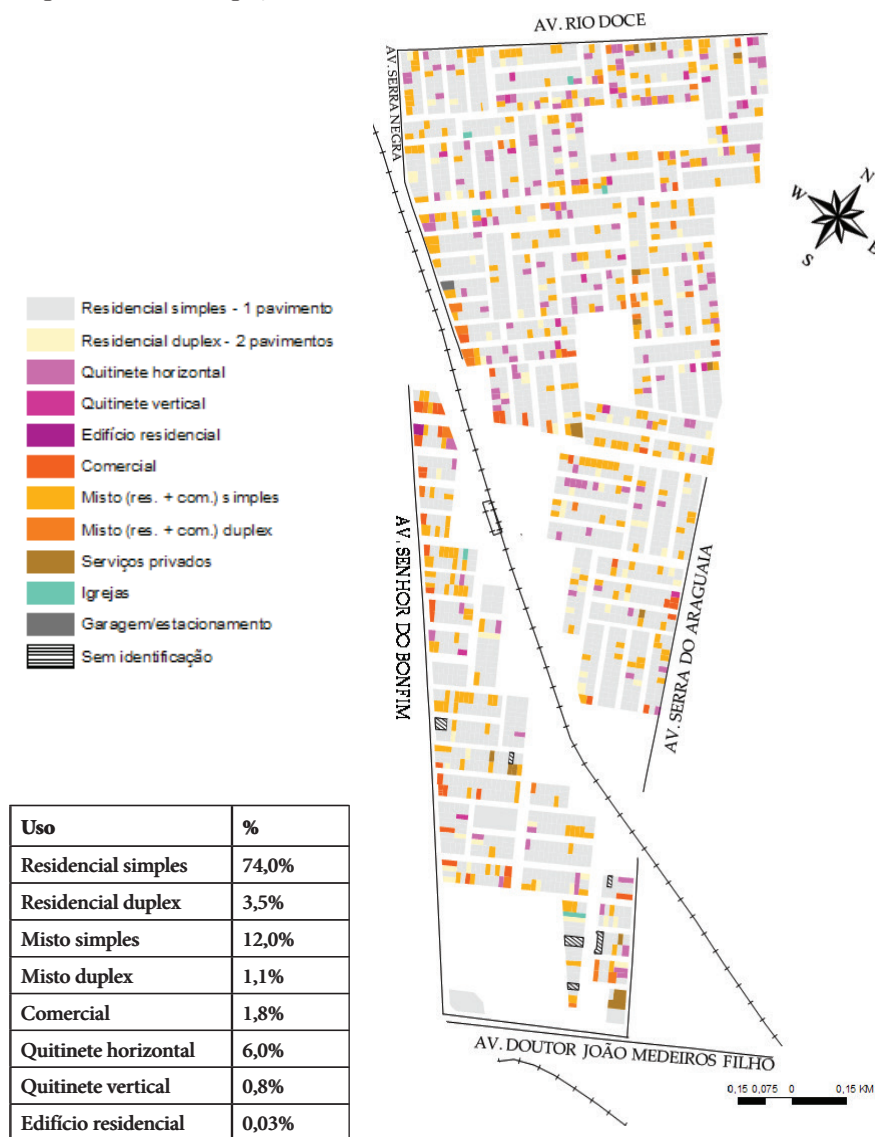 AV. RIO DOCE
AV. SERRA NEGRA
N
W
E
S
Residencial simples - 1 pavimento
Residencial duplex - 2 pavimentos
Quitinete horizontal
Quitinete vertical
Edifício residencial
Comercial
Misto (res. + com.) simples
Misto (res. + com.) duplex
Serviços privados
Igrejas
Garagem/estacionamento
Sem identificação
AV. SENHOR DO BONFIM
AV. SERRA DO ARAGUAIA
Uso %
Residencial simples 74,0%
Residencial duplex 3,5%
Misto simples 12,0%
Misto duplex 1,1%
Comercial 1,8%
Quitinete horizontal 6,0%
Quitinete vertical 0,8%
Edifício residencial 0,03%
AV. DOUTOR JOÃO MEDEIROS FILHO
0,15 0,075 0 0,15 KM